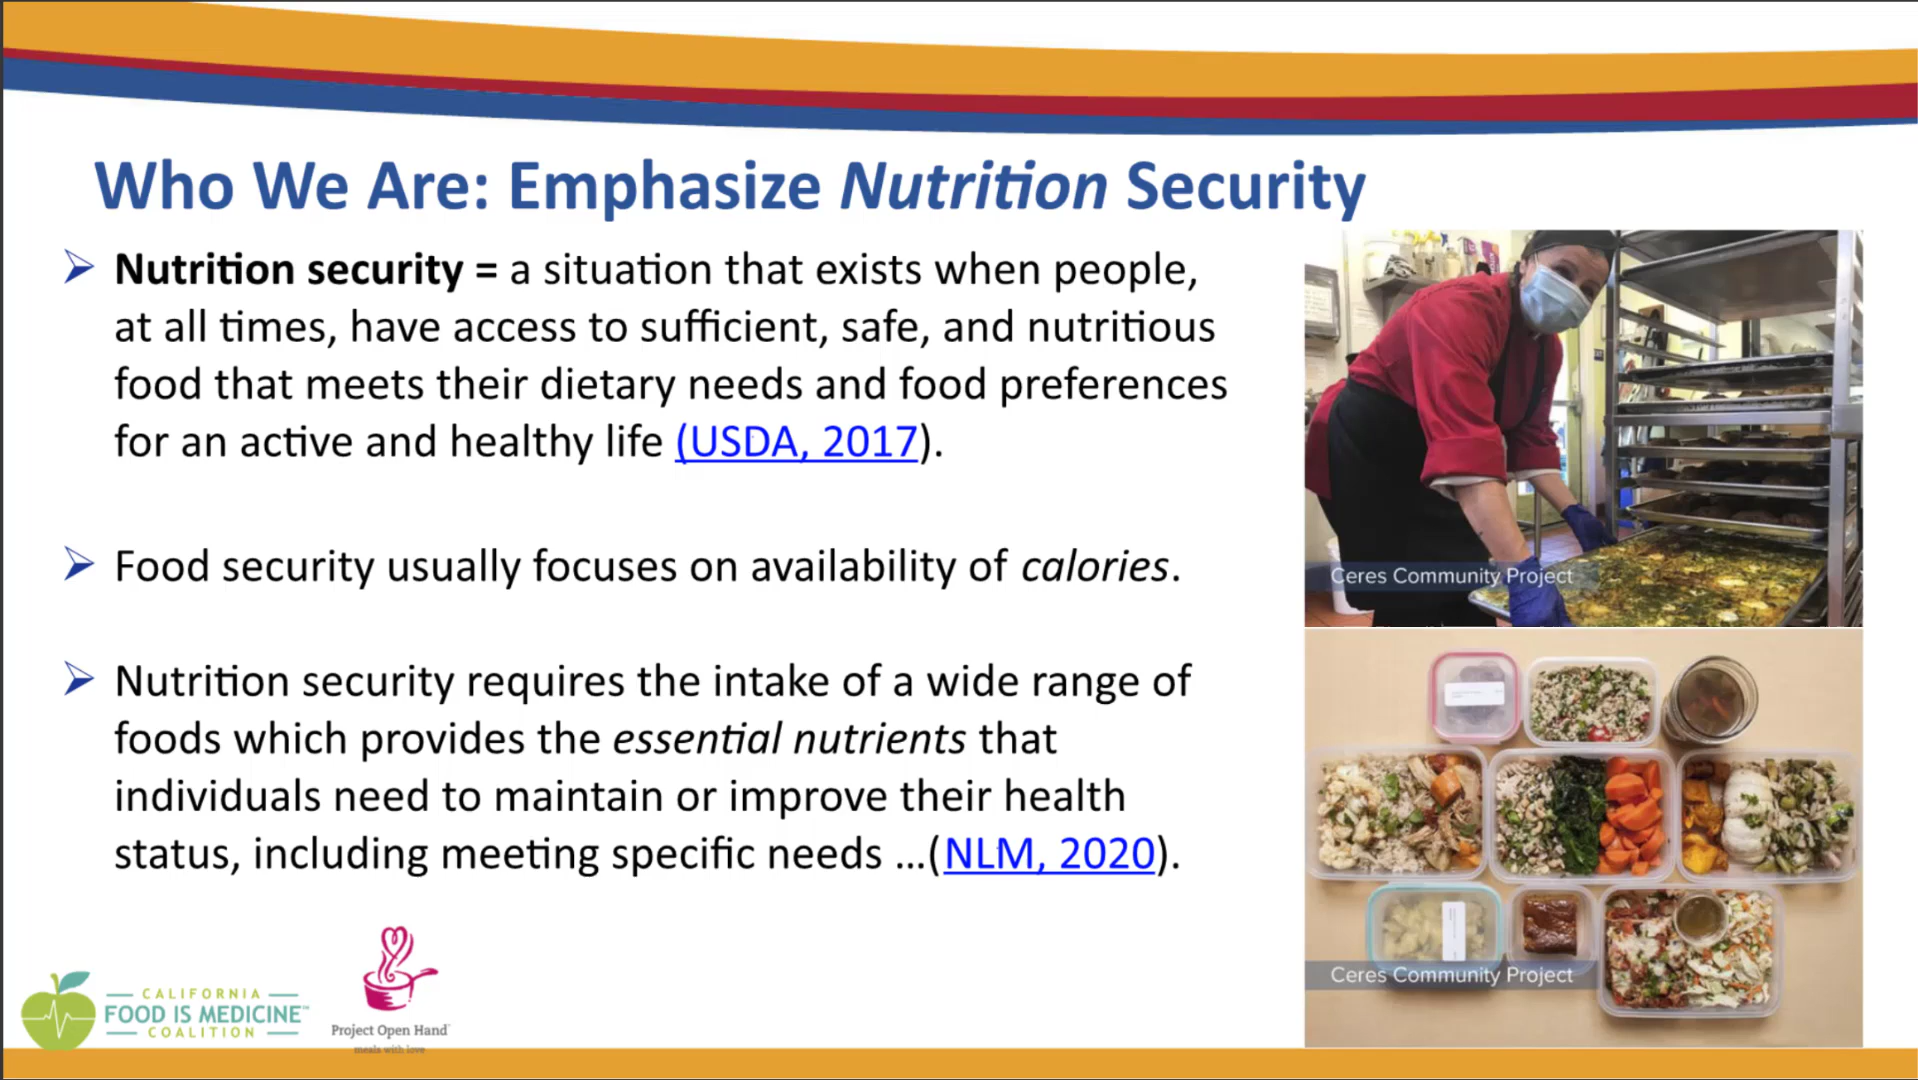 Who We Are: Emphasize Nutrition Security
Nutrition security = a situation that exists when people,
at all times, have access to sufficient, safe, and nutritious
food that meets their dietary needs and food preferences
for an active and healthy life (USDA, 2017).
Food security usually focuses on availability of calories.
Nutrition security requires the intake of a wide range of
foods which provides the essential nutrients that
individuals need to maintain or improve their health
status, including meeting specific needs …(NLM, 2020).
Ceres Community Project
Ceres Community Project
CALIFORNIA
FOOD IS MEDICINE™
COALITION
Project Open Hand
meals with love